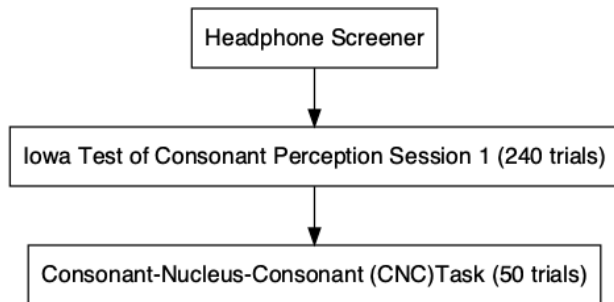 Headphone Screener
Iowa Test of Consonant Perception Session 1 (240 trials)
Consonant-Nucleus-Consonant (CNC)Task (50 trials)